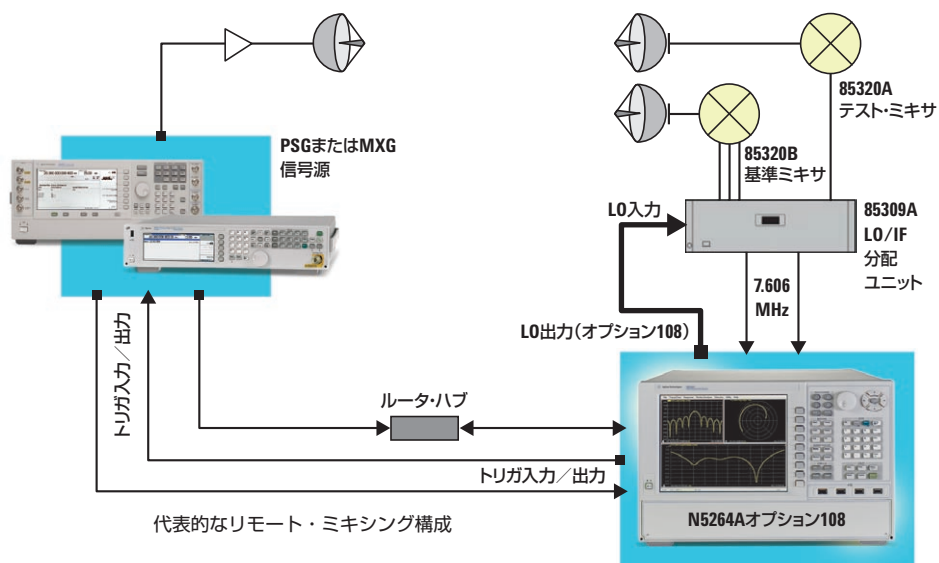 85320A
テスト・ミキサ
PSGまたはMXG
信号源
85320B
基準ミキサ
LO入力
85309A
LO/IF
分配
ユニット
7.606
MHz
LO出力（オプション108）
トリガ入力／出力
ルータ・ハブ
トリガ入力／出力
代表的なリモート・ミキシング構成
N5264Aオプション108